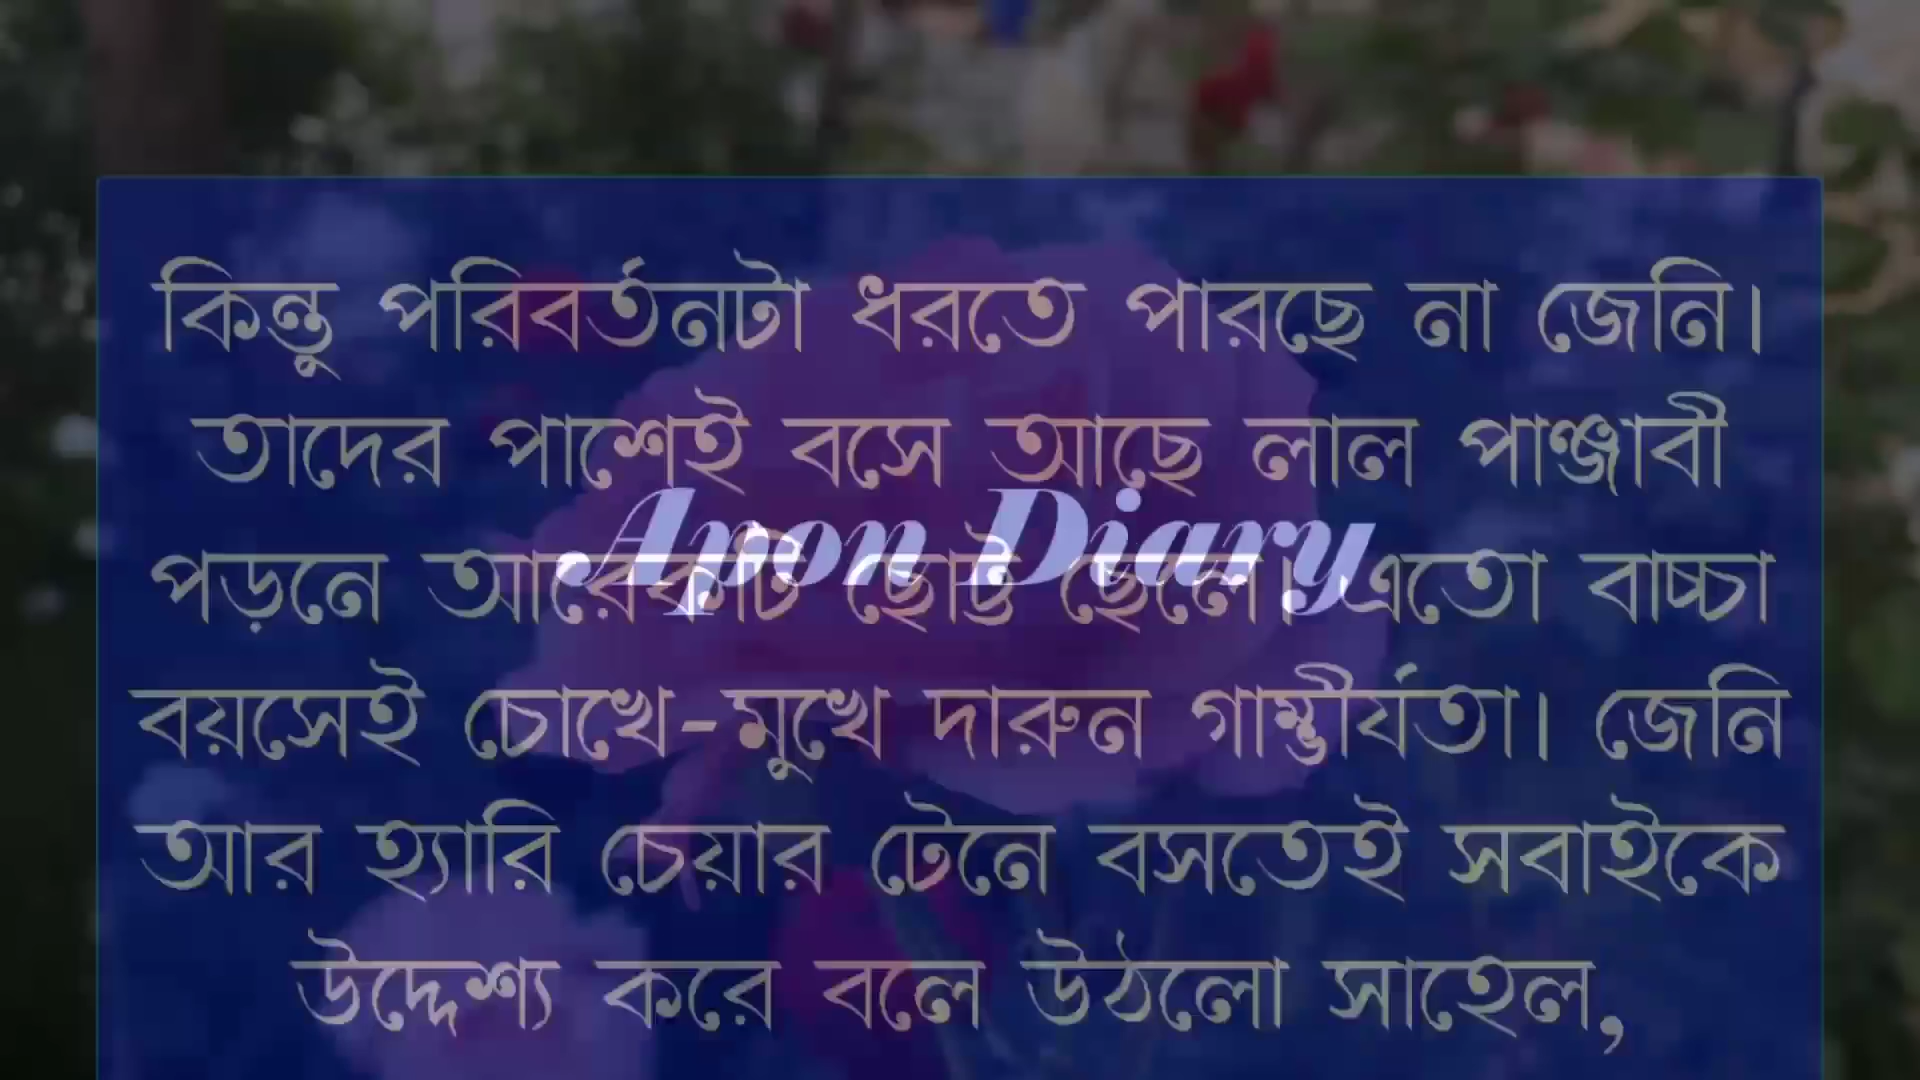 কিন্তু পরিবর্তনটা ধরতে পারছে না জেনি।
তাদের পাশেই বসে আছে লাল পাঞ্জাবী
Apon Diary
পড়নে আরেকটি ছোট্ট ছেলে। এতো বাচ্চা
বয়সেই চোখে-মুখে দারুন গাম্ভীর্যতা। জেনি
আর হ্যারি চেয়ার টেনে বসতেই সবাইকে
উদ্দেশ্য করে বলে উঠলো সাহেল,